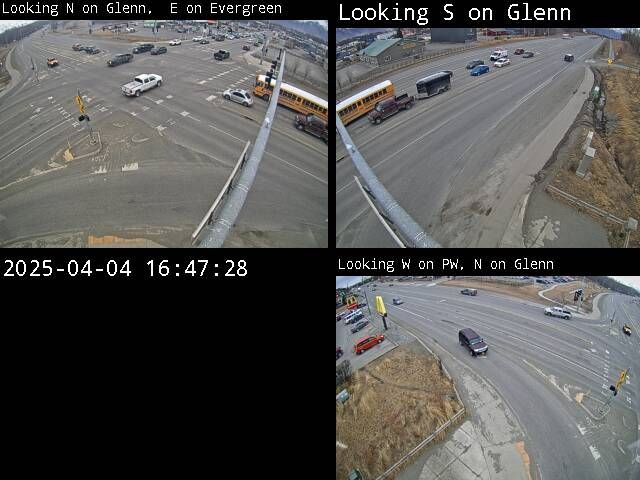 Looking N on Glenn,  E on Evergreen
Looking S on Glenn
2025-04-04 16:47:28
Looking W on PW, N on Glenn